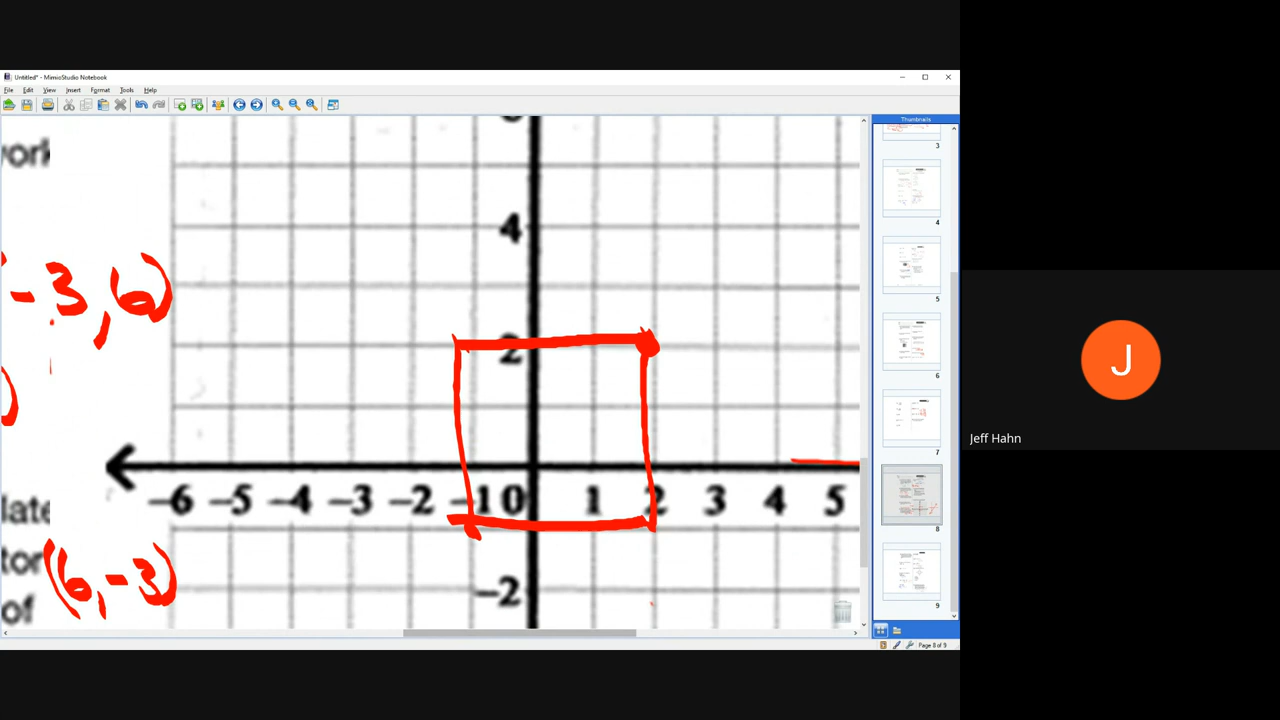 Untitled* - MimioStudio Notebook
File Edit View Insert Format Tools Help
Thumbnails
3
4
5
6
7
8
9
-3,6)
)
4
2
-6 -5 -4 -3 -2 -1 0 1 2 3 4 5
(6,-3)
of
-2
Page 8 of 9
J
Jeff Hahn